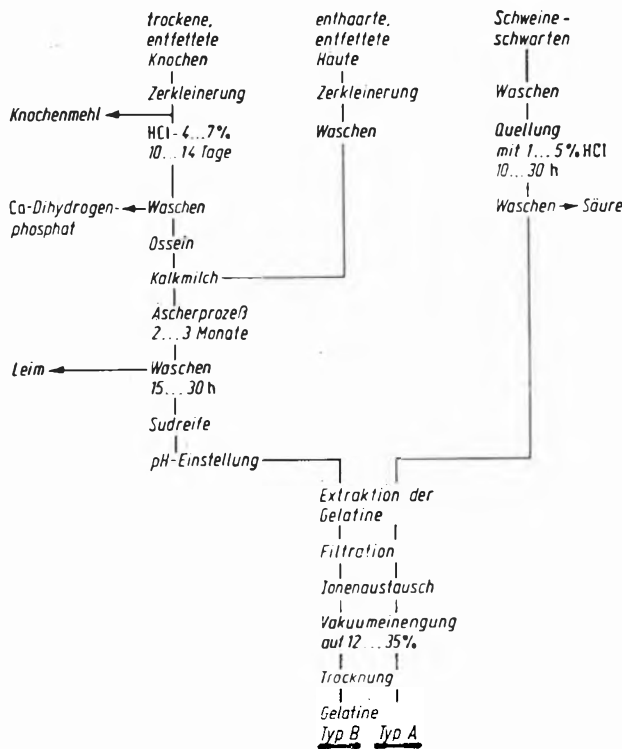 trockene,
entfettete
Knochen
Zerkleinerung
Knochenmehl
HCl-4...7%
10...14 Tage
Ca-Dihydrogen-
phosphat
Waschen
Ossein
Kalkmilch
Äscherprozeß
2...3 Monate
Leim
Waschen
15...30 h
Sudreife
pH-Einstellung
enthaarte,
entfettete
Häute
Zerkleinerung
Waschen
Schweine-
schwarten
Waschen
Quellung
mit 1...5% HCl
10...30 h
Waschen
Säure
Extraktion der
Gelatine
Filtration
Ionenaustausch
Vakuumeinengung
auf 12...35%
Trocknung
Gelatine
Typ B Typ A